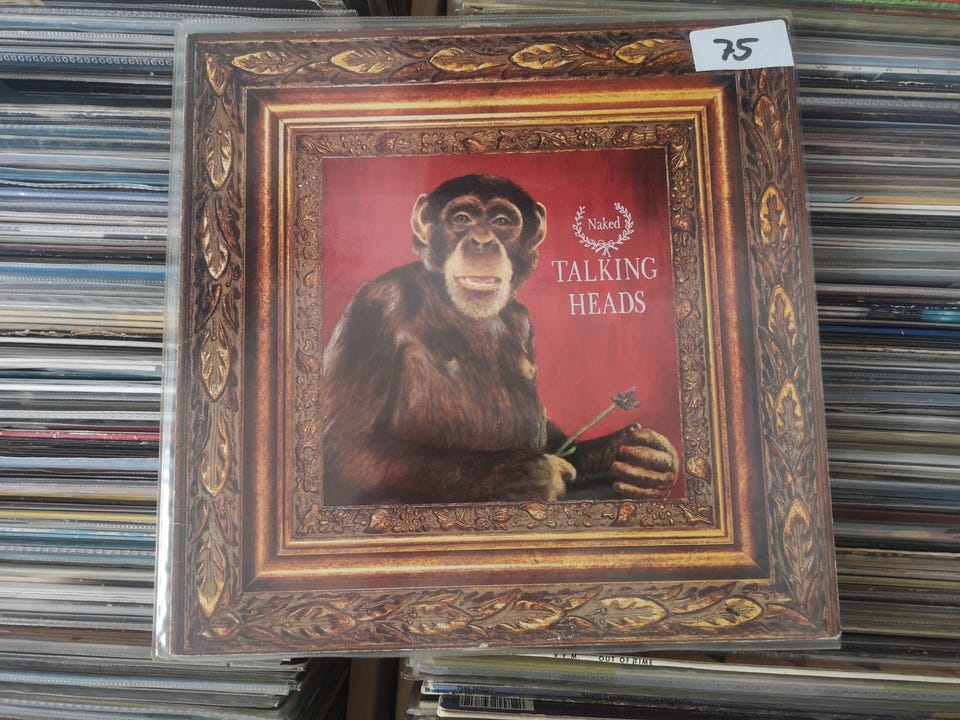 75
Naked
TALKING
HEADS
OUT OF TIME